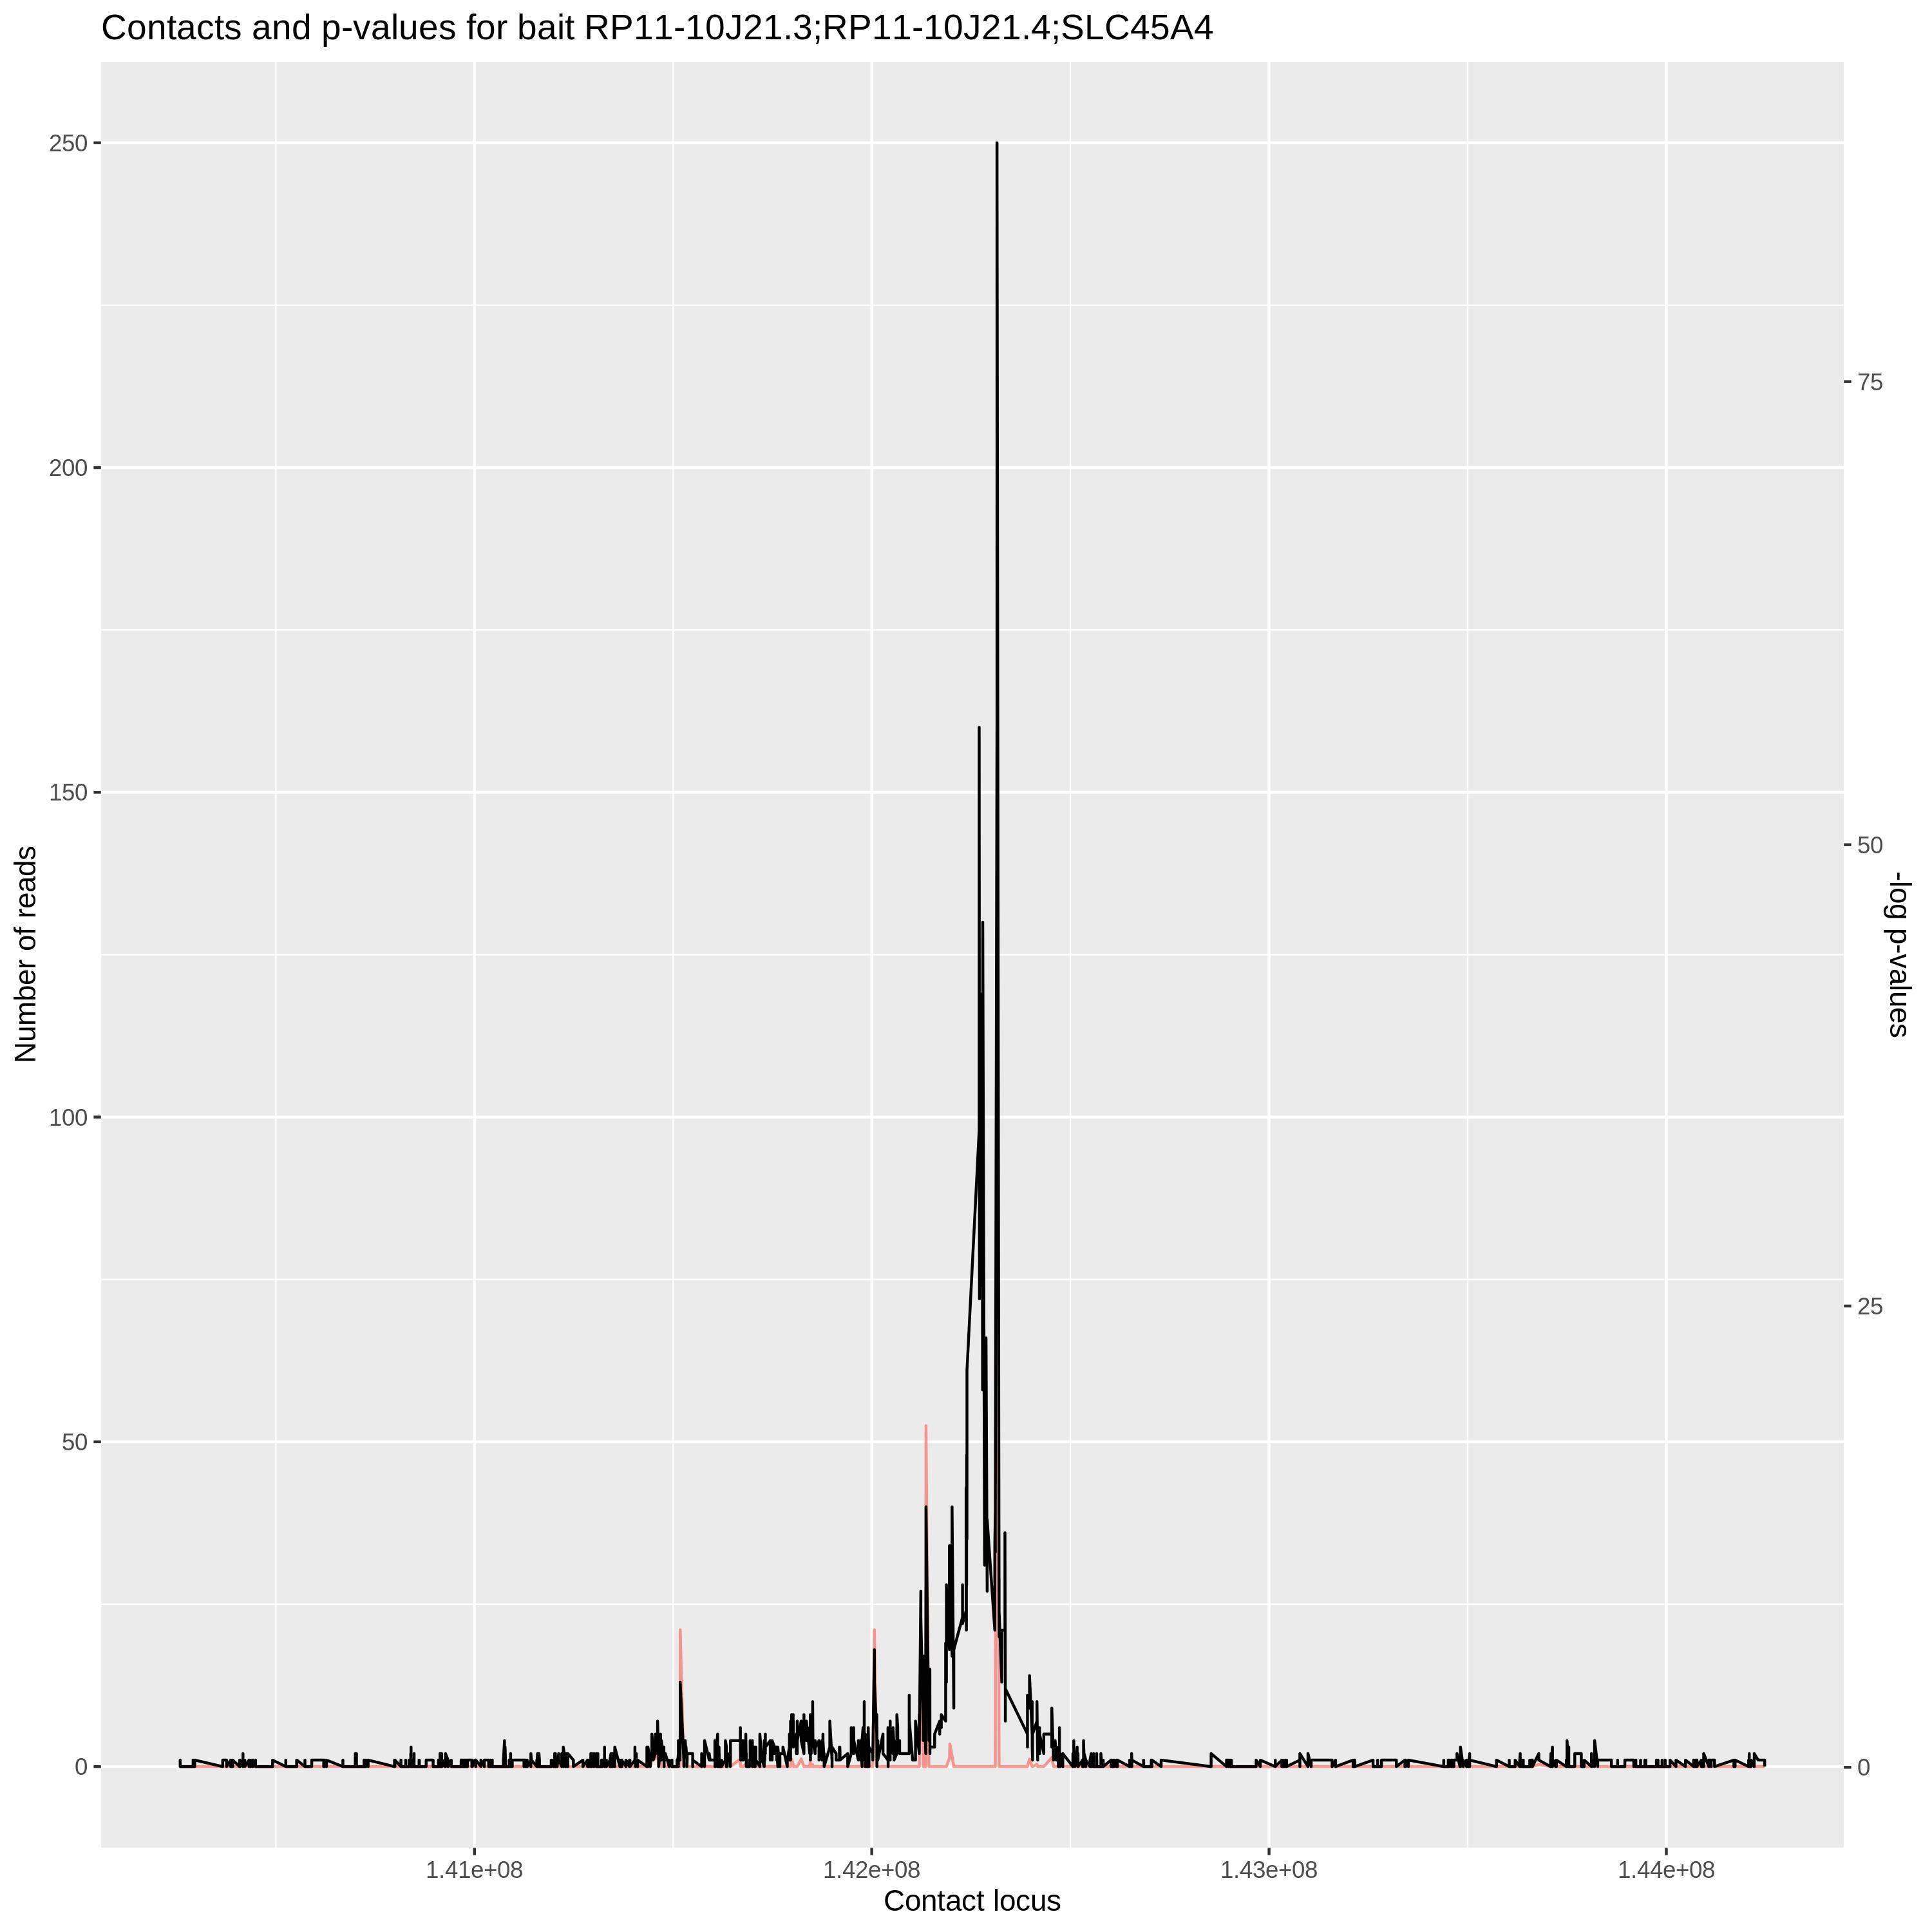 Contacts and p-values for bait RP11-10J21.3;RP11-10J21.4;SLC45A4
250
200
150
100
50
0
Number of reads
75
50
25
0
-log p-values
1.41e+08
1.42e+08
1.43e+08
1.44e+08
Contact locus